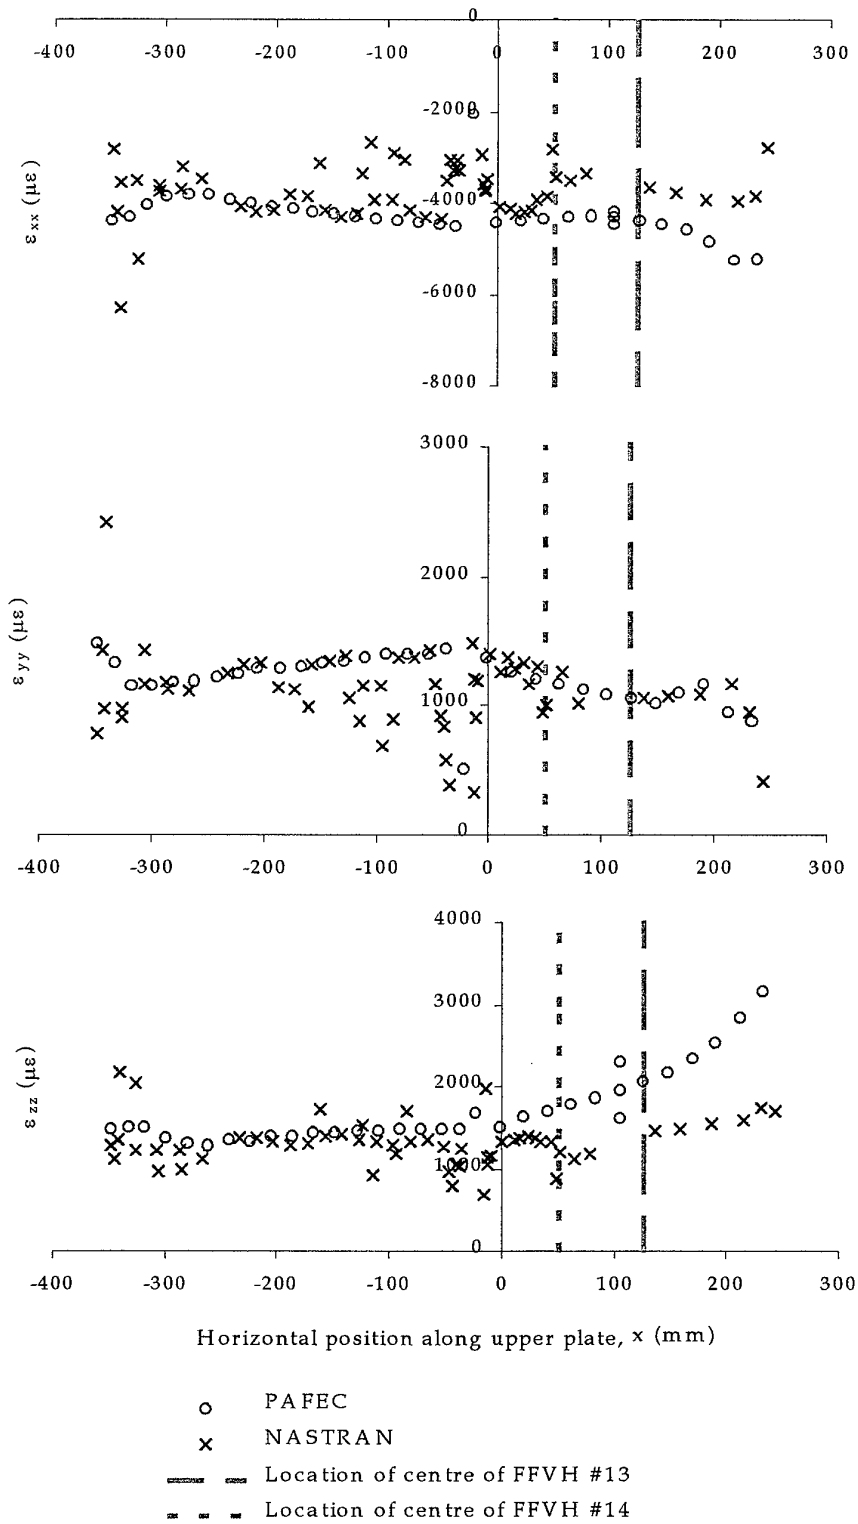 0
-400 -300 -200 -100 0 100 200 300
-2000
-4000
-6000
-8000
ε xx (με)
3000
2000
1000
0
-400 -300 -200 -100 0 100 200 300
ε yy (με)
4000
3000
2000
1000
0
-400 -300 -200 -100 0 100 200 300
ε zz (με)
Horizontal position along upper plate, x (mm)
PAFEC
NASTRAN
Location of centre of FFVH #13
Location of centre of FFVH #14